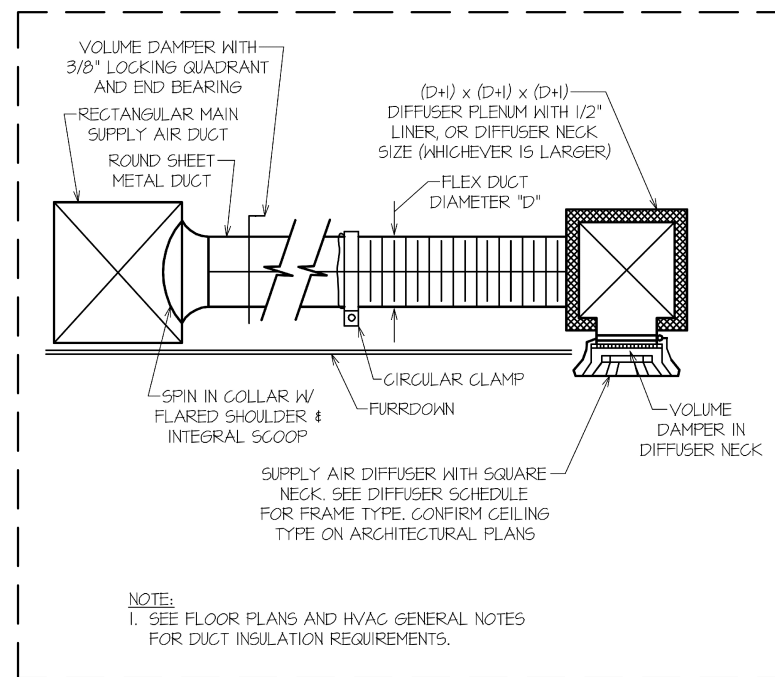 VOLUME DAMPER WITH
3/8" LOCKING QUADRANT
AND END BEARING
RECTANGULAR MAIN
SUPPLY AIR DUCT
ROUND SHEET
METAL DUCT
(D+1) x (D+1) x (D+1)
DIFFUSER PLENUM WITH 1/2"
LINER, OR DIFFUSER NECK
SIZE (WHICHEVER IS LARGER)
FLEX DUCT
DIAMETER "D"
CIRCULAR CLAMP
FURRDOWN
SPIN IN COLLAR W/
FLARED SHOULDER &
INTEGRAL SCOOP
VOLUME
DAMPER IN
DIFFUSER NECK
SUPPLY AIR DIFFUSER WITH SQUARE
NECK. SEE DIFFUSER SCHEDULE
FOR FRAME TYPE. CONFIRM CEILING
TYPE ON ARCHITECTURAL PLANS
NOTE:
1. SEE FLOOR PLANS AND HVAC GENERAL NOTES
FOR DUCT INSULATION REQUIREMENTS.